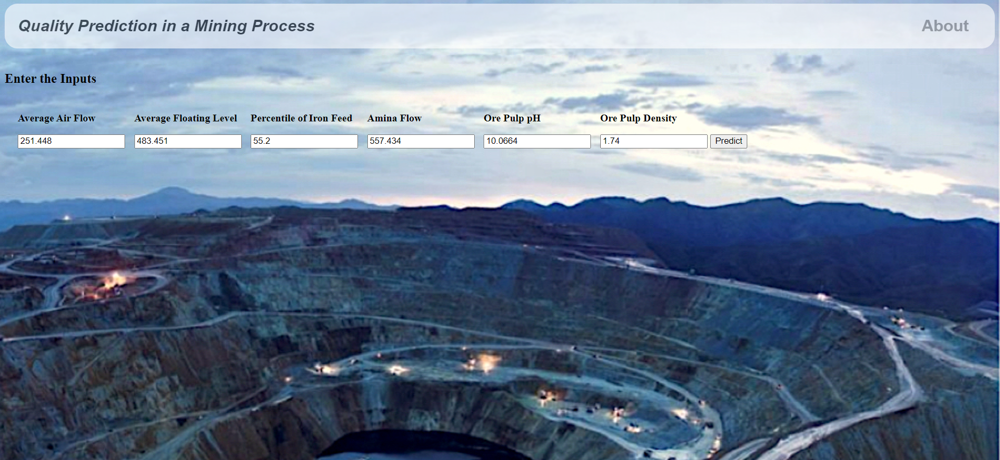 Quality Prediction in a Mining Process About
Enter the Inputs
Average Air Flow Average Floating Level Percentile of Iron Feed Amina Flow Ore Pulp pH Ore Pulp Density
251.448 483.451 55.2 557.434 10.0664 1.74 Predict